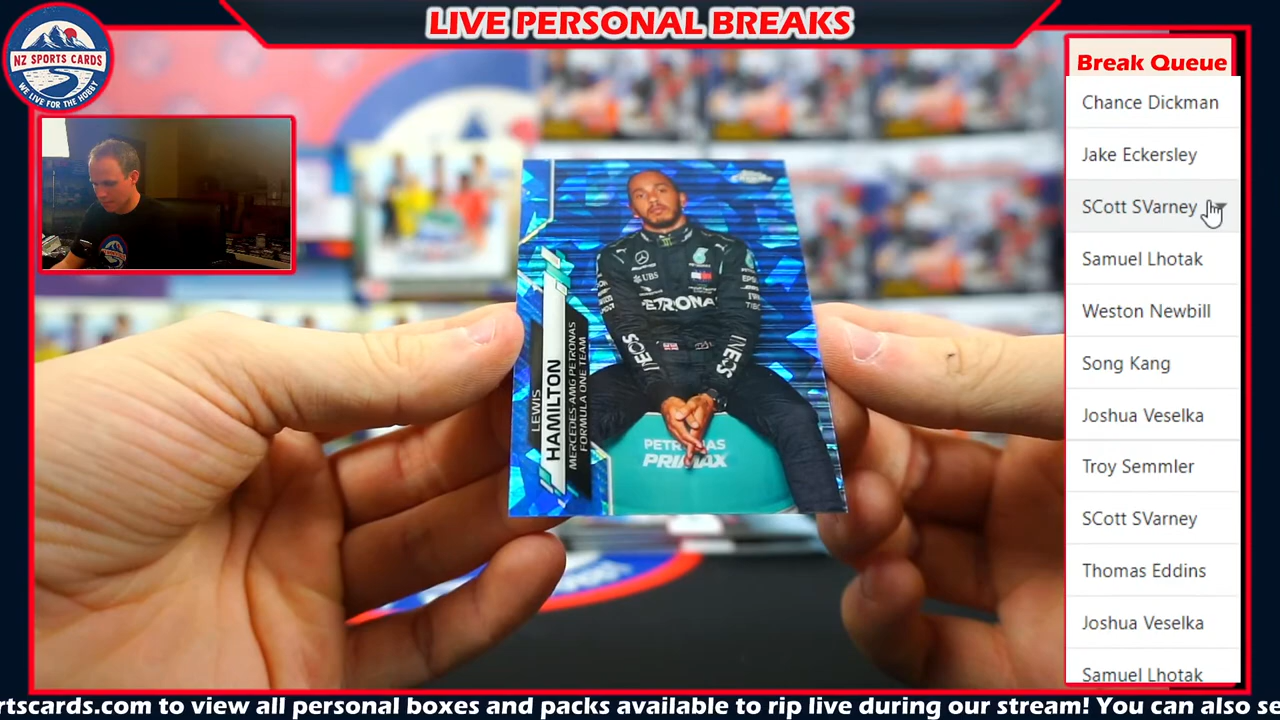 LIVE PERSONAL BREAKS
NZ SPORTS CARDS
WE LIVE FOR THE HOBBY
Break Queue
Chance Dickman
Jake Eckersley
SCott SVarney
Samuel Lhotak
Weston Newbill
Song Kang
Joshua Veselka
Troy Semmler
SCott SVarney
Thomas Eddins
Joshua Veselka
Samuel Lhotak
LEWIS
HAMILTON
MERCEDES-AMG PETRONAS
FORMULA ONE TEAM
UBS
PETRONAS
INEOS
INEOS
PETRONAS
PRIMAX
rtscards.com to view all personal boxes and packs available to rip live during our stream! You can also se